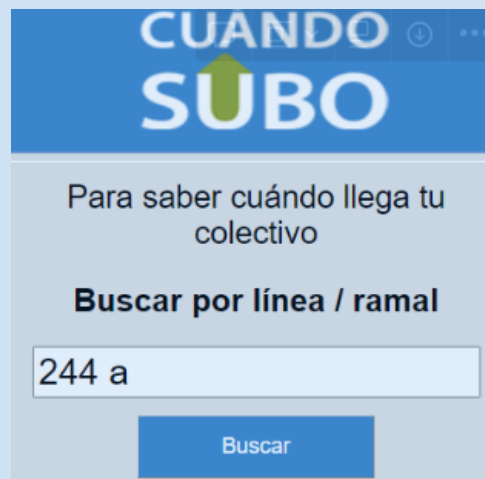 CUANDO
SUBO
Para saber cuándo llega tu
colectivo
Buscar por línea / ramal
244 a
Buscar